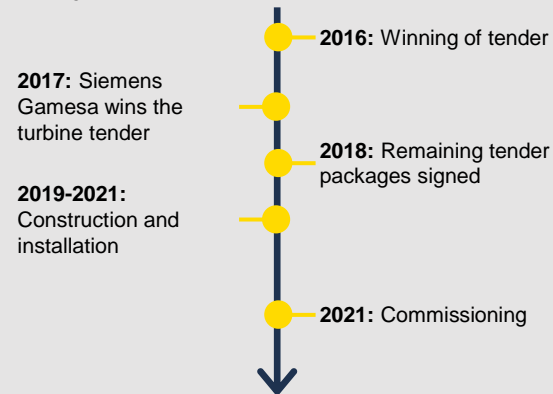 2016: Winning of tender
2017: Siemens
Gamesa wins the
turbine tender
2018: Remaining tender
packages signed
2019-2021:
Construction and
installation
2021: Commissioning